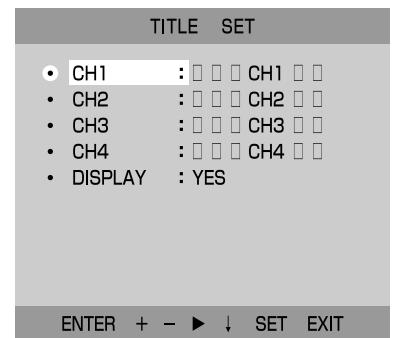 TITLE SET
• CH1 : □ □ □ CH1 □ □
• CH2 : □ □ □ CH2 □ □
• CH3 : □ □ □ CH3 □ □
• CH4 : □ □ □ CH4 □ □
• DISPLAY : YES
ENTER + − ▶ ↓ SET EXIT